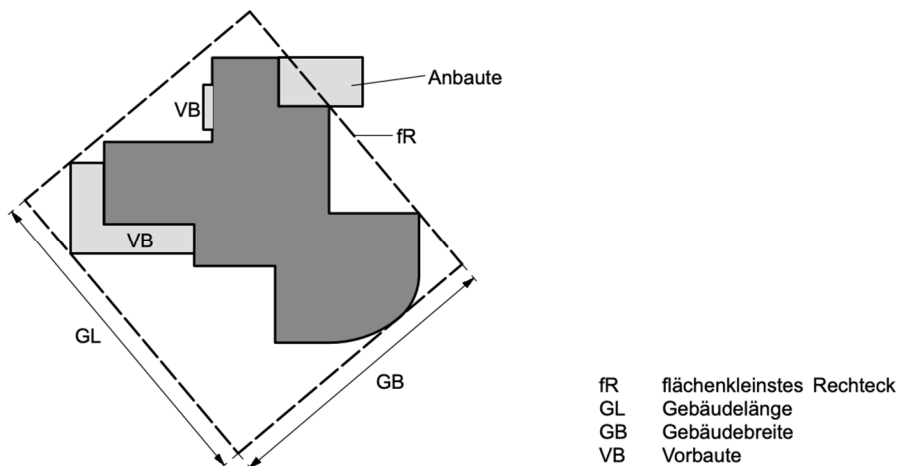 Anbaute
VB
fR
VB
GL
GB
fR flächenkleinstes Rechteck
GL Gebäudelänge
GB Gebäudebreite
VB Vorbaute